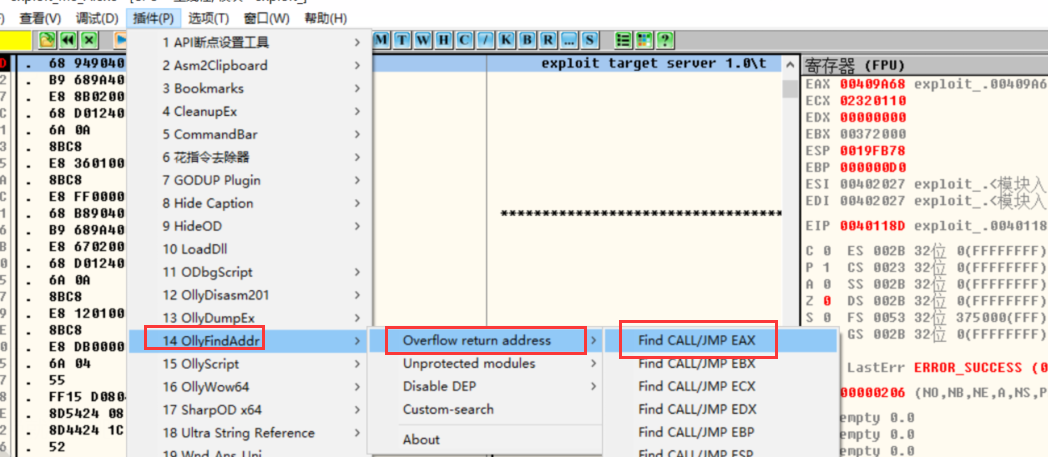 查看(V) 调试(D) 插件(P) 选项(T) 窗口(W) 帮助(H)
M T W H C / K B R ... S ?
. 68 949040
. B9 689A40
. E8 8B0200
. 68 D01240
. 6A 0A
. 8BC8
. E8 360100
. 8BC8
. E8 FF0000
. 68 B89040
. B9 689A40
. E8 670200
. 68 D01240
. 6A 0A
. 8BC8
. E8 120100
. 8BC8
. E8 DB0000
. 6A 04
. 55
. FF15 D080
. 8D5424 08
. 8D4424 1C
. 52
1 API断点设置工具
2 Asm2Clipboard
3 Bookmarks
4 CleanupEx
5 CommandBar
6 花指令去除器
7 GODUP Plugin
8 Hide Caption
9 HideOD
10 LoadDll
11 ODbgScript
12 OllyDisasm201
13 OllyDumpEx
14 OllyFindAddr
15 OllyScript
16 OllyWow64
17 SharpOD x64
18 Ultra String Reference
Overflow return address
Unprotected modules
Disable DEP
Custom-search
About
Find CALL/JMP EAX
Find CALL/JMP EBX
Find CALL/JMP ECX
Find CALL/JMP EDX
Find CALL/JMP EBP
Find CALL/JMP ESP
exploit target server 1.0\t
**********************************
寄存器 (FPU)
EAX 00409A68 exploit_.00409A6
ECX 02320110
EDX 00000000
EBX 00372000
ESP 0019FB78
EBP 000000D0
ESI 00402027 exploit_.<模块入
EDI 00402027 exploit_.<模块入
EIP 0040118D exploit_.0040118
C 0 ES 002B 32位 0(FFFFFFFF)
P 1 CS 0023 32位 0(FFFFFFFF)
A 0 SS 002B 32位 0(FFFFFFFF)
Z 0 DS 002B 32位 0(FFFFFFFF)
S 0 FS 0053 32位 375000(FFF)
GS 002B 32位 0(FFFFFFFF)
LastErr ERROR_SUCCESS (0
00000206 (NO,NB,NE,A,NS,P
empty 0.0
empty 0.0
empty 0.0